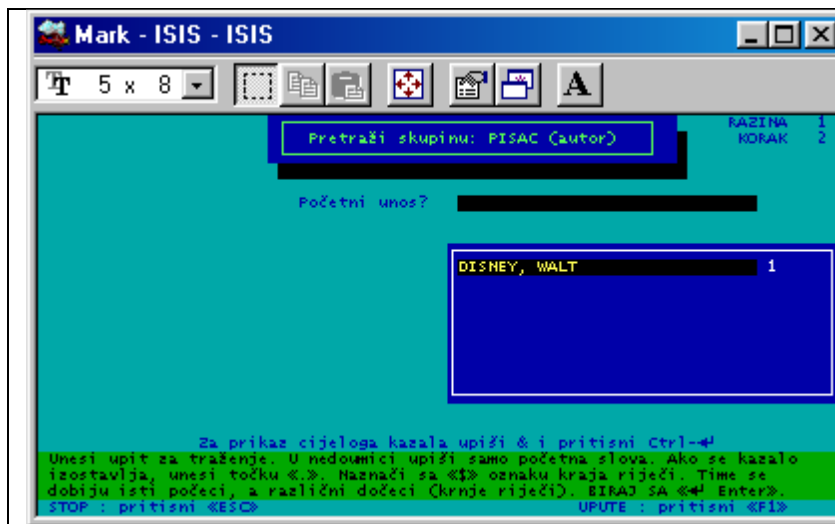 Mark - ISIS - ISIS
Tr 5 x 8 A
RAZINA 1
Pretraži skupinu: PISAC (autor) KORAK 2
Početni unos?
DISNEY, WALT 1
Za prikaz cijeloga kazala upiši & i pritisni Ctrl-↵
Unesi upit za traženje. U nedoumici upiši samo početna slova. Ako se kazalo
izostavlja, unesi točku «.». Naznači sa «$» oznaku kraja riječi. Time se
dobiju isti počeci, a različni dočeci (krnje riječi). BIRAJ SA «↵ Enter».
STOP : pritisni «ESC» UPUTE : pritisni «F1»